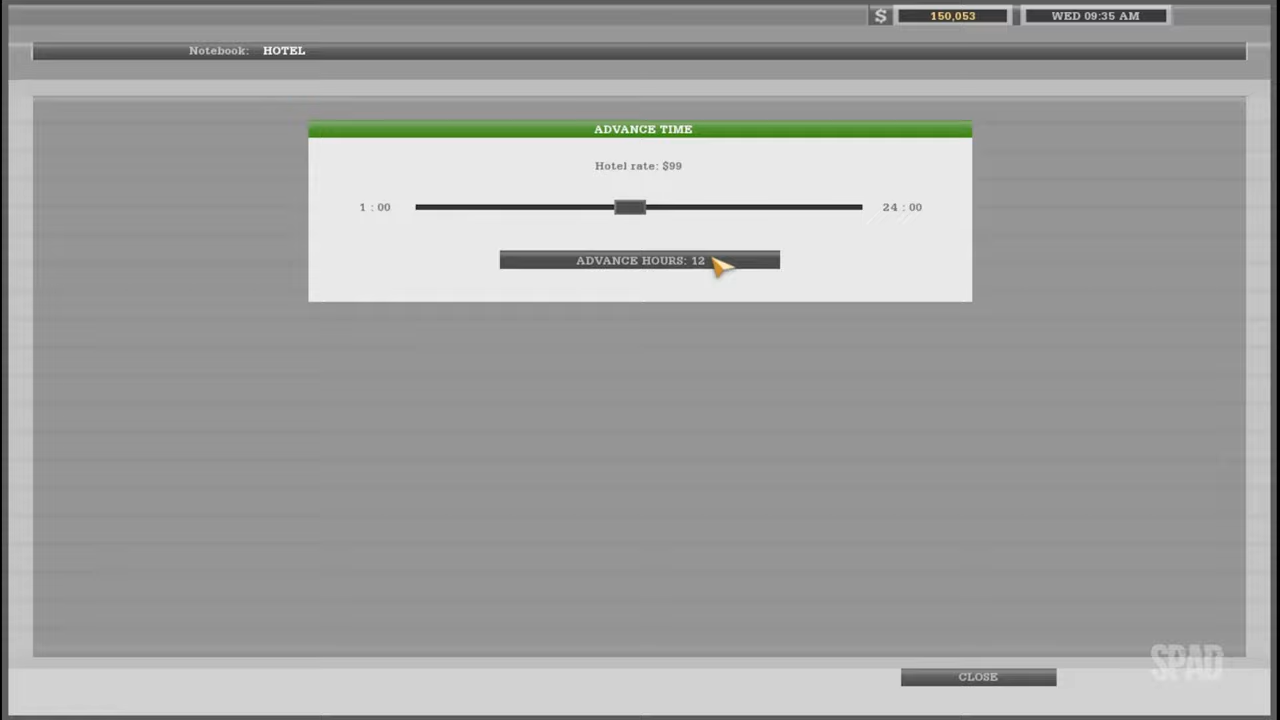 $ 150,053 WED 09:35 AM
Notebook: HOTEL
ADVANCE TIME
Hotel rate: $99
1 : 00 24 : 00
ADVANCE HOURS: 12
SPAD
CLOSE